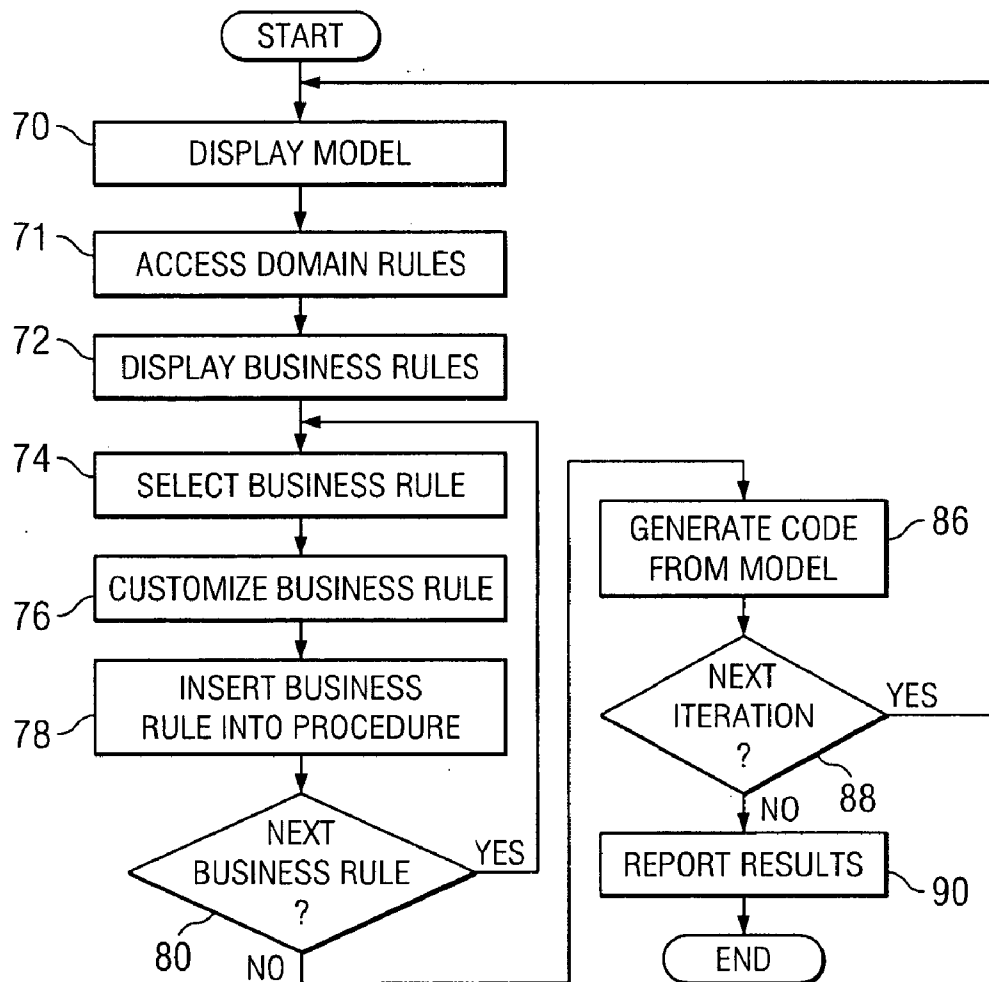 START
70
DISPLAY MODEL
71
ACCESS DOMAIN RULES
72
DISPLAY BUSINESS RULES
74
SELECT BUSINESS RULE
76
CUSTOMIZE BUSINESS RULE
78
INSERT BUSINESS
RULE INTO PROCEDURE
NEXT
BUSINESS RULE
?
YES
80
NO
GENERATE CODE
FROM MODEL
86
NEXT
ITERATION
?
YES
88
NO
REPORT RESULTS
90
END